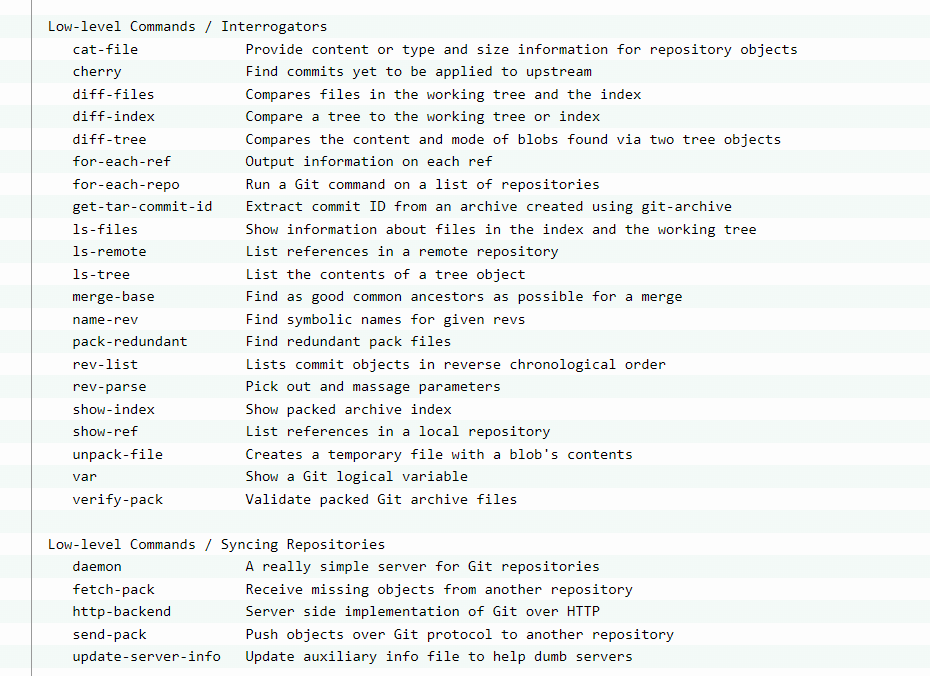 Low-level Commands / Interrogators
cat-file Provide content or type and size information for repository objects
cherry Find commits yet to be applied to upstream
diff-files Compares files in the working tree and the index
diff-index Compare a tree to the working tree or index
diff-tree Compares the content and mode of blobs found via two tree objects
for-each-ref Output information on each ref
for-each-repo Run a Git command on a list of repositories
get-tar-commit-id Extract commit ID from an archive created using git-archive
ls-files Show information about files in the index and the working tree
ls-remote List references in a remote repository
ls-tree List the contents of a tree object
merge-base Find as good common ancestors as possible for a merge
name-rev Find symbolic names for given revs
pack-redundant Find redundant pack files
rev-list Lists commit objects in reverse chronological order
rev-parse Pick out and massage parameters
show-index Show packed archive index
show-ref List references in a local repository
unpack-file Creates a temporary file with a blob's contents
var Show a Git logical variable
verify-pack Validate packed Git archive files
Low-level Commands / Syncing Repositories
daemon A really simple server for Git repositories
fetch-pack Receive missing objects from another repository
http-backend Server side implementation of Git over HTTP
send-pack Push objects over Git protocol to another repository
update-server-info Update auxiliary info file to help dumb servers